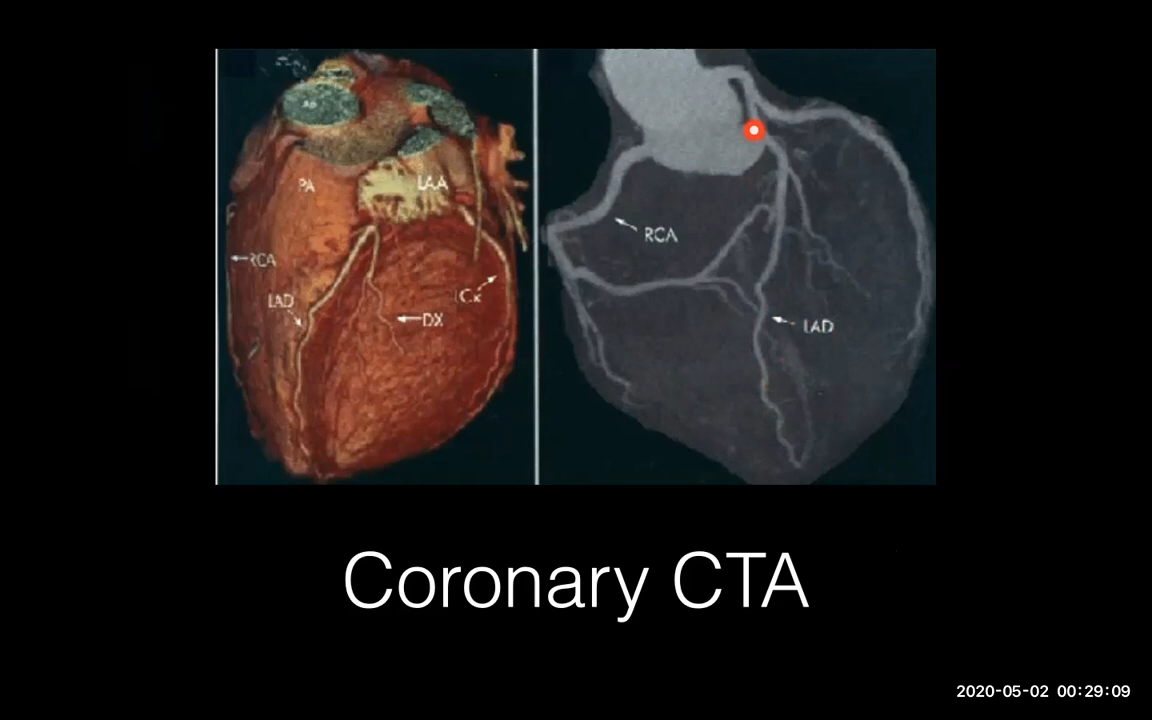 Ao
PA
LAA
RCA
LAD
LCx
DX
RCA
LAD
Coronary CTA
2020-05-02 00:29:09